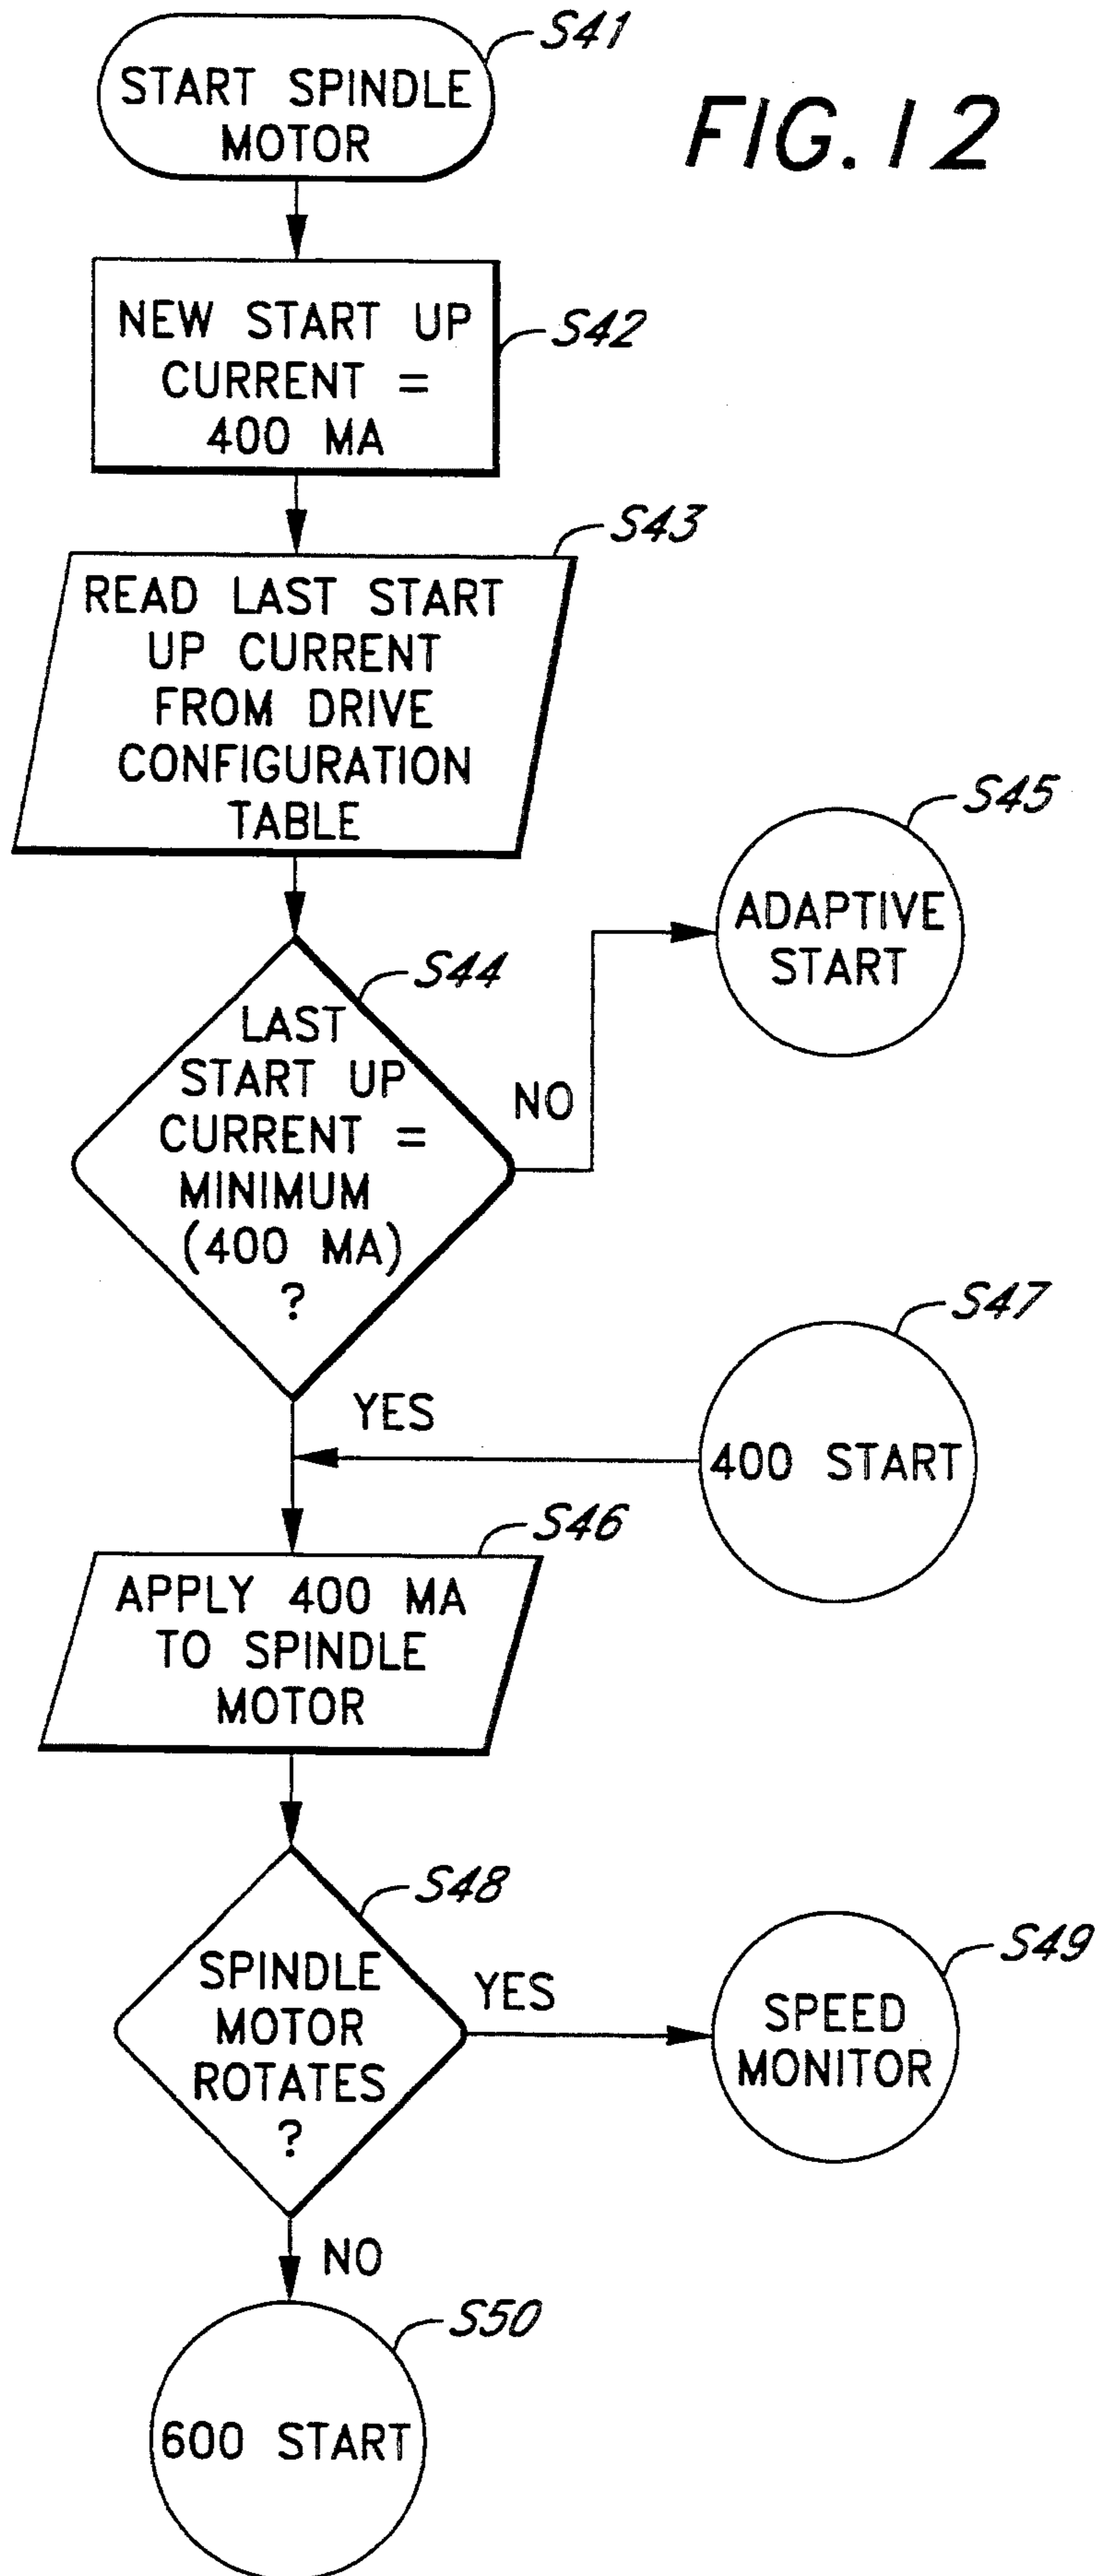 S41
START SPINDLE
MOTOR
FIG. 12
NEW START UP
CURRENT =
400 MA
S42
S43
READ LAST START
UP CURRENT
FROM DRIVE
CONFIGURATION
TABLE
S45
ADAPTIVE
START
S44
LAST
START UP
CURRENT =
MINIMUM
(400 MA)
?
NO
S47
400 START
YES
S46
APPLY 400 MA
TO SPINDLE
MOTOR
S48
SPINDLE
MOTOR
ROTATES
?
YES
S49
SPEED
MONITOR
NO
S50
600 START